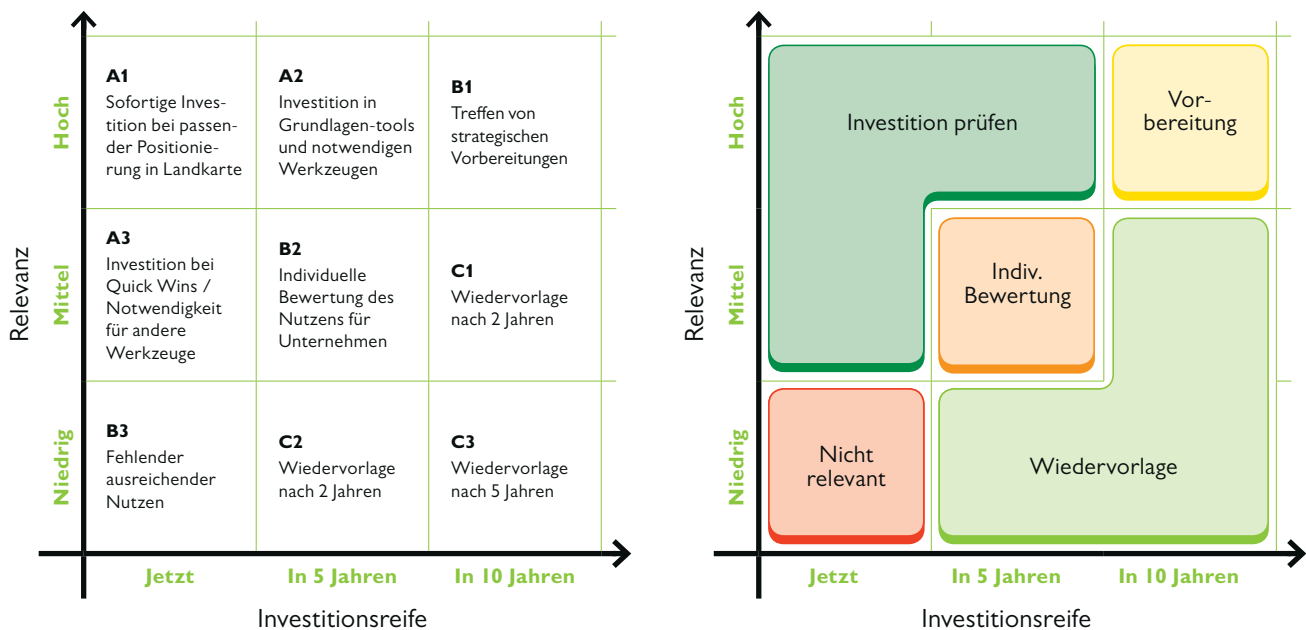 Relevanz
Hoch
Mittel
Niedrig
A1
Sofortige Inves-
tition bei passen-
der Positionie-
rung in Landkarte
A2
Investition in
Grundlagen-tools
und notwendigen
Werkzeugen
B1
Treffen von
strategischen
Vorbereitungen
A3
Investition bei
Quick Wins /
Notwendigkeit
für andere
Werkzeuge
B2
Individuelle
Bewertung des
Nutzens für
Unternehmen
C1
Wiedervorlage
nach 2 Jahren
B3
Fehlender
ausreichender
Nutzen
C2
Wiedervorlage
nach 2 Jahren
C3
Wiedervorlage
nach 5 Jahren
Jetzt
In 5 Jahren
In 10 Jahren
Investitionsreife
Relevanz
Hoch
Mittel
Niedrig
Investition prüfen
Vor-
bereitung
Indiv.
Bewertung
Nicht
relevant
Wiedervorlage
Jetzt
In 5 Jahren
In 10 Jahren
Investitionsreife